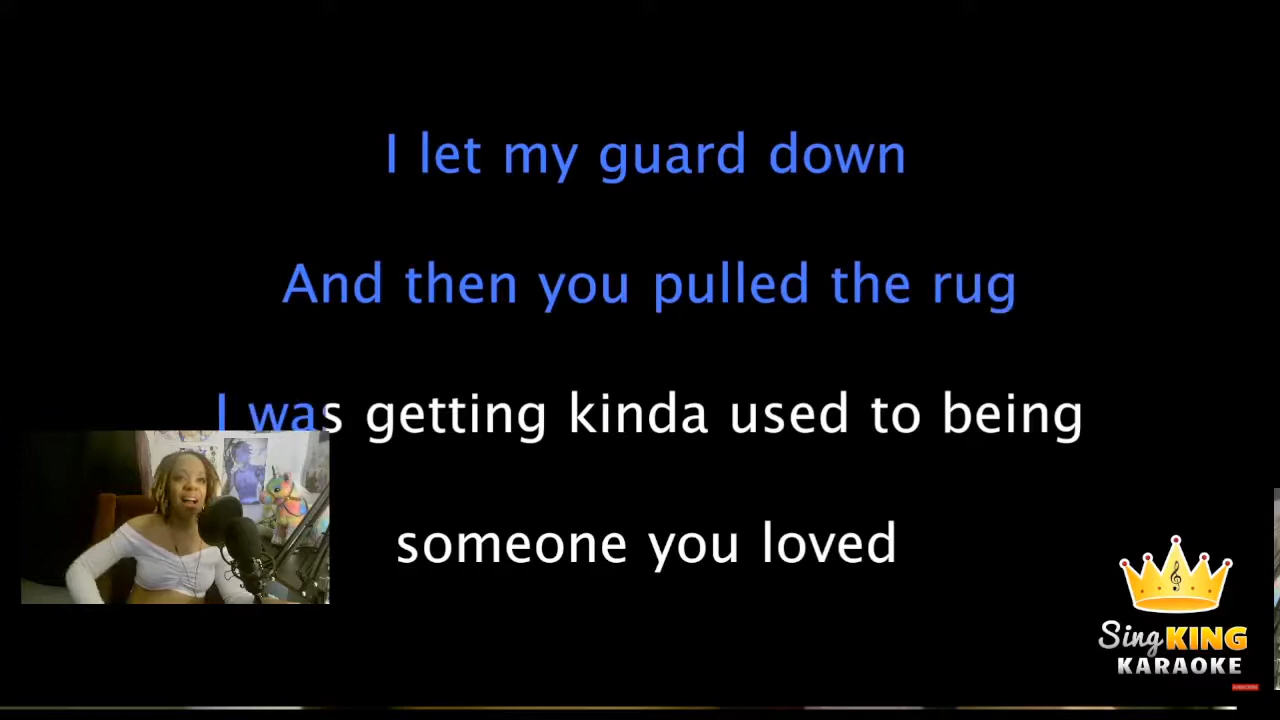 I let my guard down
And then you pulled the rug
I was getting kinda used to being
someone you loved
Sing KING
KARAOKE
SUBSCRIBE